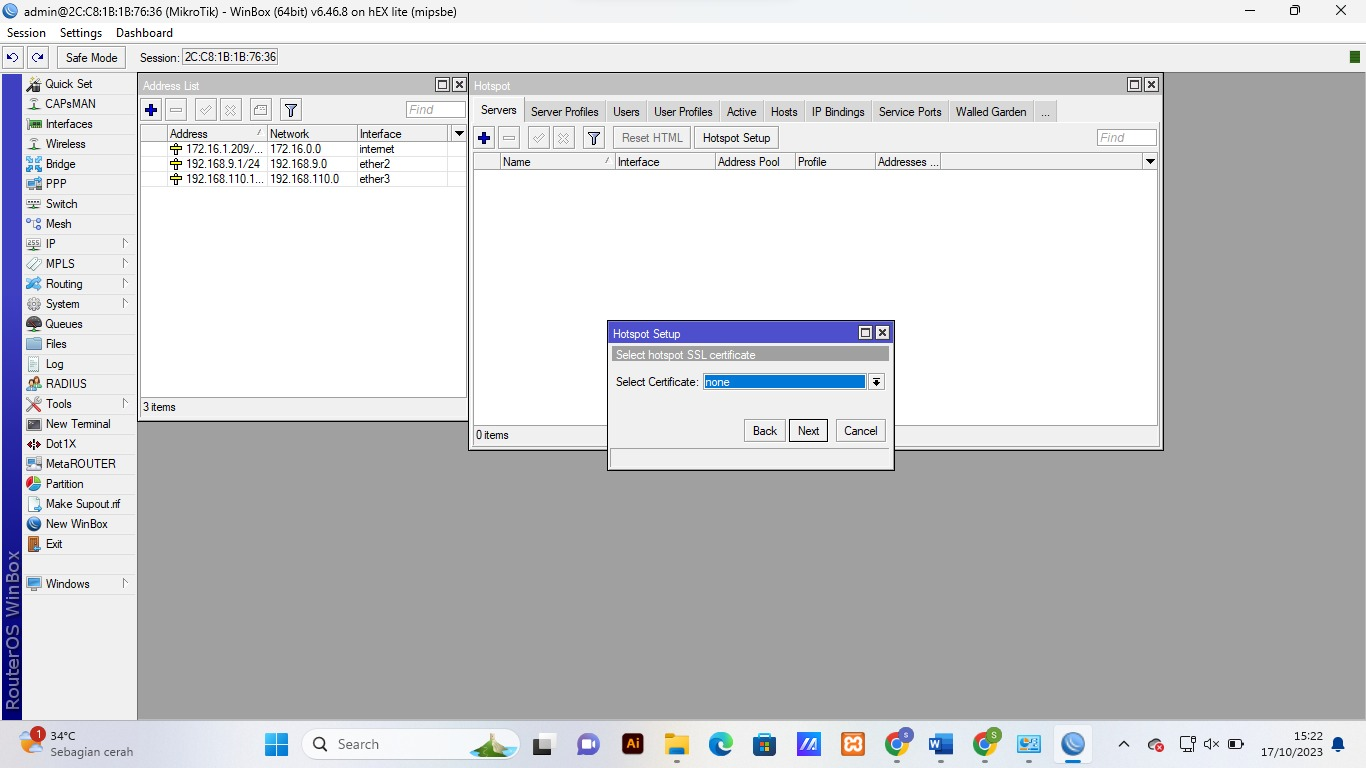 admin@2C:C8:1B:1B:76:36 (MikroTik) - WinBox (64bit) v6.46.8 on hEX lite (mipsbe)
Session Settings Dashboard
Safe Mode Session: 2C:C8:1B:1B:76:36
RouterOS WinBox
Quick Set
CAPsMAN
Interfaces
Wireless
Bridge
PPP
Switch
Mesh
IP
MPLS
Routing
System
Queues
Files
Log
RADIUS
Tools
New Terminal
Dot1X
MetaROUTER
Partition
Make Supout.rif
New WinBox
Exit
Windows
Address List
Find
Address Network Interface
172.16.1.209/... 172.16.0.0 internet
192.168.9.1/24 192.168.9.0 ether2
192.168.110.1... 192.168.110.0 ether3
3 items
Hotspot
Servers Server Profiles Users User Profiles Active Hosts IP Bindings Service Ports Walled Garden ...
Reset HTML Hotspot Setup Find
Name Interface Address Pool Profile Addresses ...
0 items
Hotspot Setup
Select hotspot SSL certificate
Select Certificate: none
Back Next Cancel
1
34°C
Sebagian cerah
Search
Ai
S
S
15:22
17/10/2023